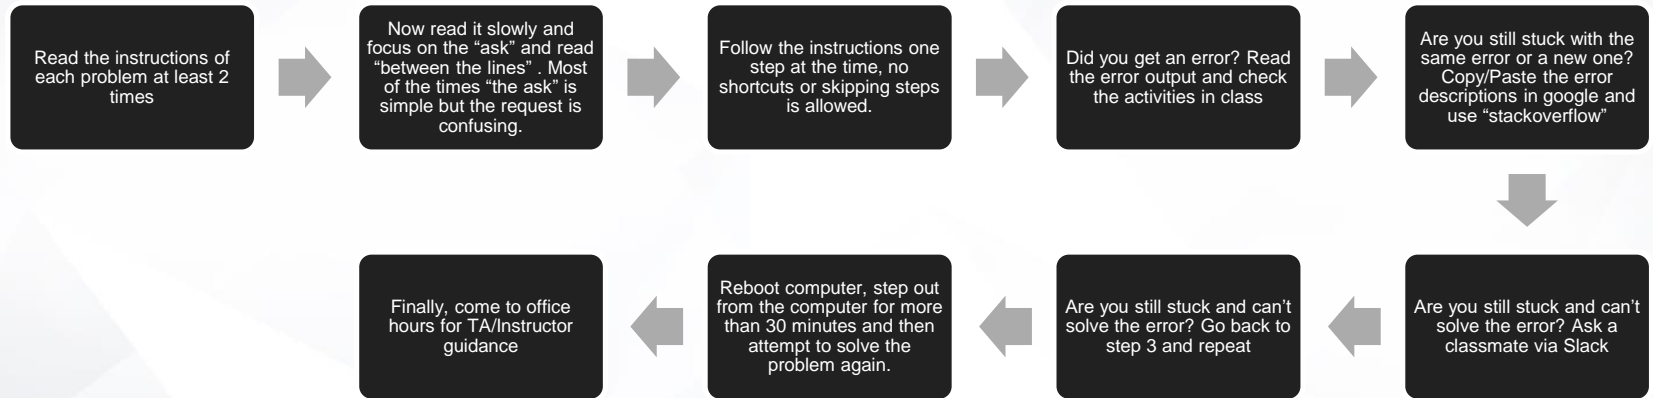 Read the instructions of
each problem at least 2
times
Now read it slowly and
focus on the “ask” and read
“between the lines” . Most
of the times “the ask” is
simple but the request is
confusing.
Follow the instructions one
step at the time, no
shortcuts or skipping steps
is allowed.
Did you get an error? Read
the error output and check
the activities in class
Are you still stuck with the
same error or a new one?
Copy/Paste the error
descriptions in google and
use “stackoverflow”
Are you still stuck and can’t
solve the error? Ask a
classmate via Slack
Are you still stuck and can’t
solve the error? Go back to
step 3 and repeat
Reboot computer, step out
from the computer for more
than 30 minutes and then
attempt to solve the
problem again.
Finally, come to office
hours for TA/Instructor
guidance